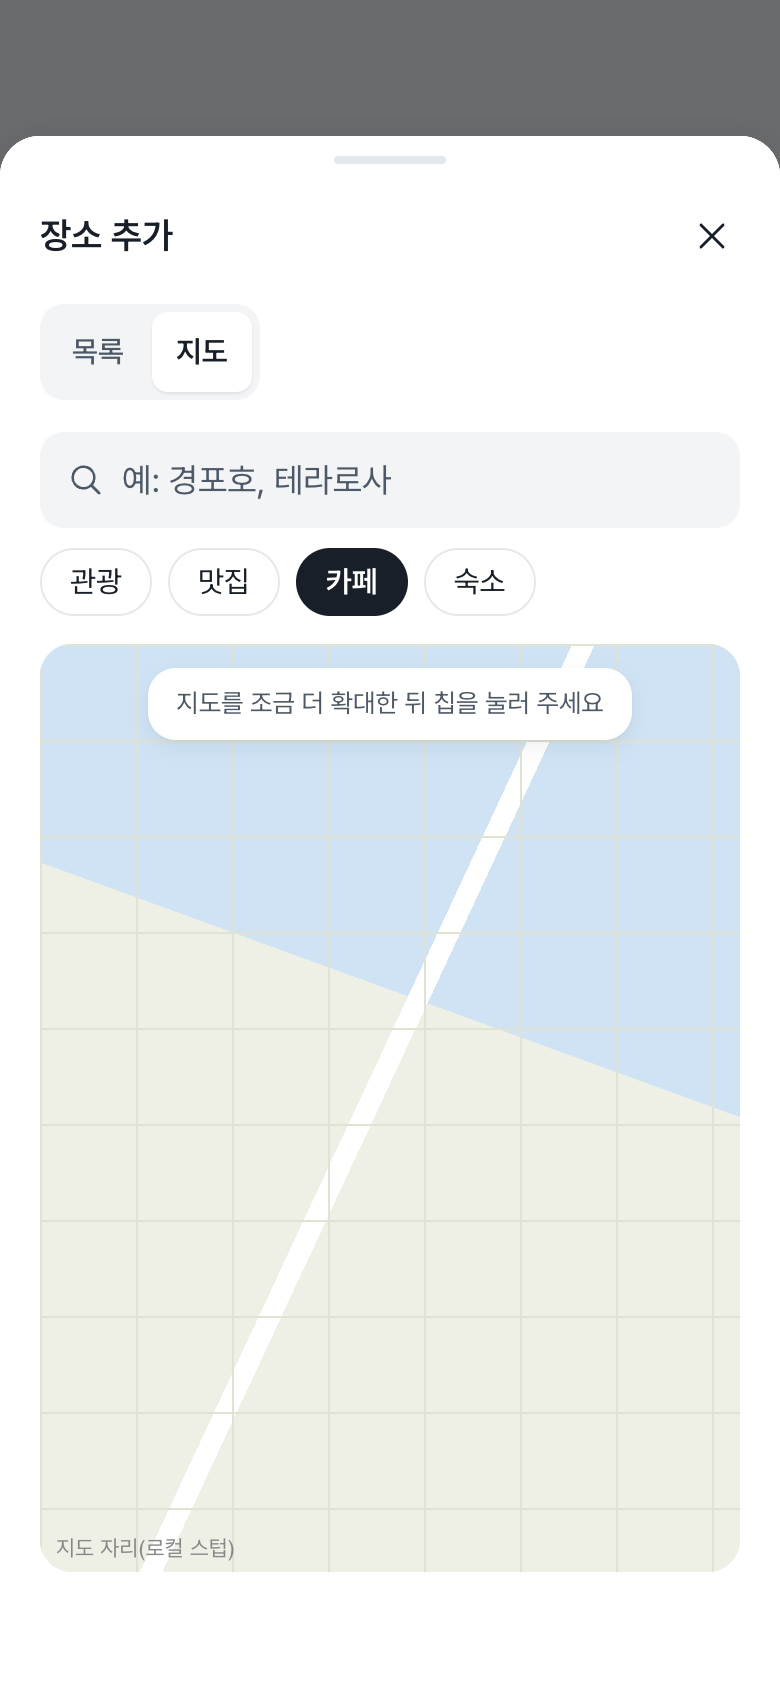 장소 추가
목록 지도
예: 경포호, 테라로사
관광 맛집 카페 숙소
지도를 조금 더 확대한 뒤 칩을 눌러 주세요
지도 자리(로컬 스텁)